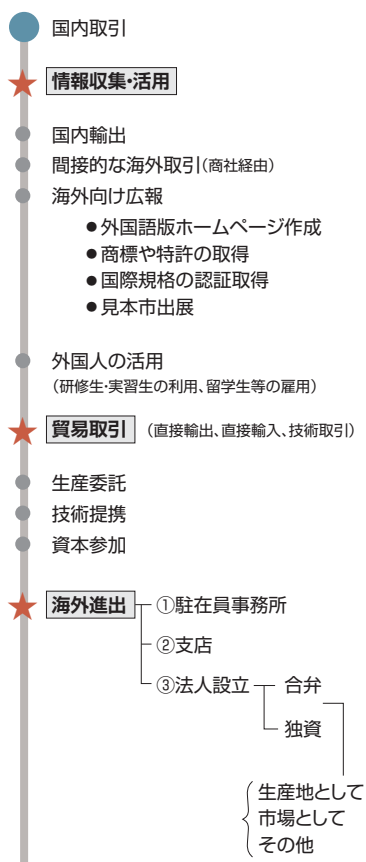 国内取引
情報収集・活用
国内輸出
間接的な海外取引(商社経由)
海外向け広報
●外国語版ホームページ作成
●商標や特許の取得
●国際規格の認証取得
●見本市出展
外国人の活用
(研修生・実習生の利用、留学生等の雇用)
貿易取引 (直接輸出、直接輸入、技術取引)
生産委託
技術提携
資本参加
海外進出 ①駐在員事務所
②支店
③法人設立 合弁
独資
生産地として
市場として
その他